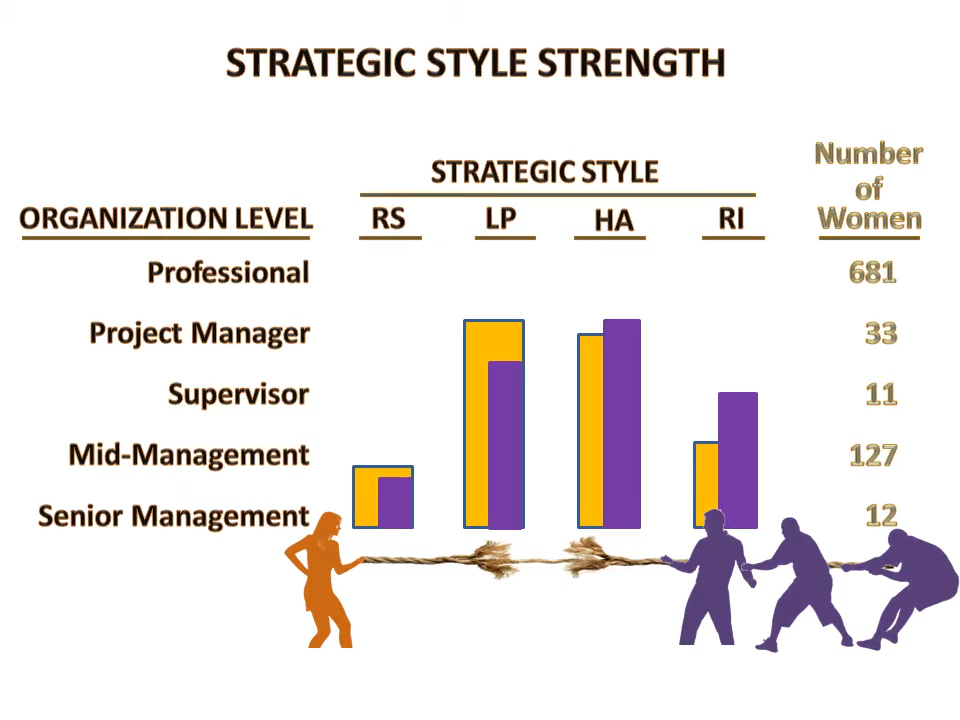 STRATEGIC STYLE STRENGTH
STRATEGIC STYLE
Number
of
Women
ORGANIZATION LEVEL RS LP HA RI
Professional 681
Project Manager 33
Supervisor 11
Mid-Management 127
Senior Management 12